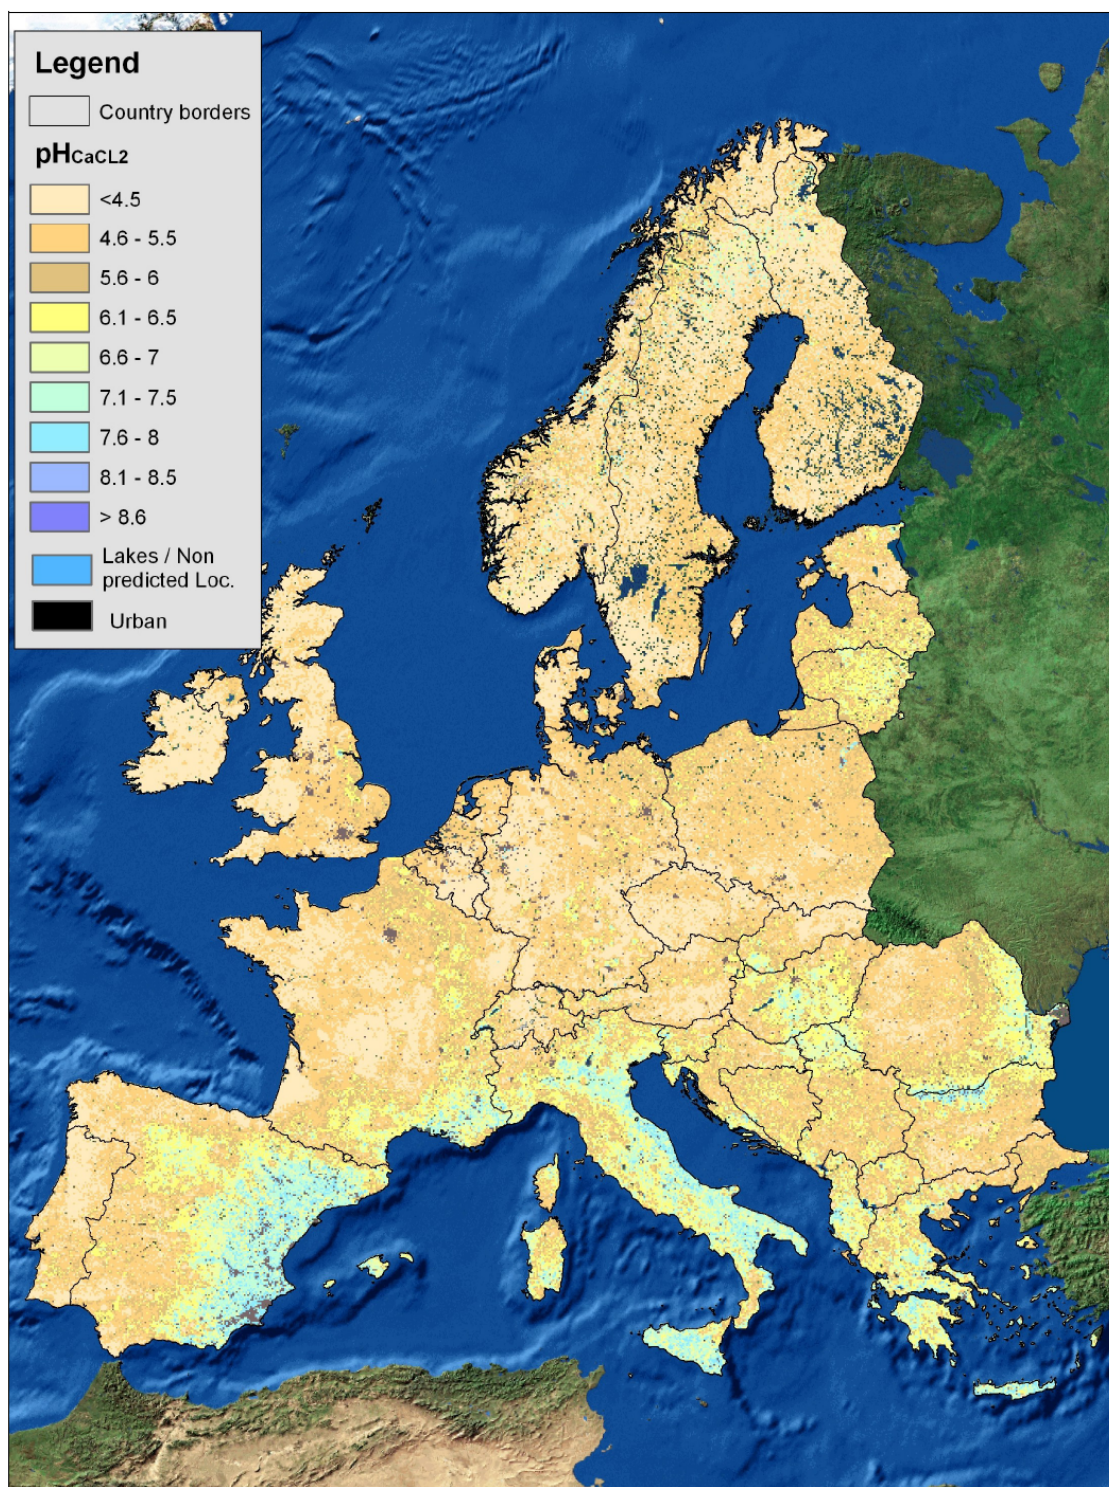 Legend
Country borders
pHCaCL2
<4.5
4.6 - 5.5
5.6 - 6
6.1 - 6.5
6.6 - 7
7.1 - 7.5
7.6 - 8
8.1 - 8.5
> 8.6
Lakes / Non
predicted Loc.
Urban